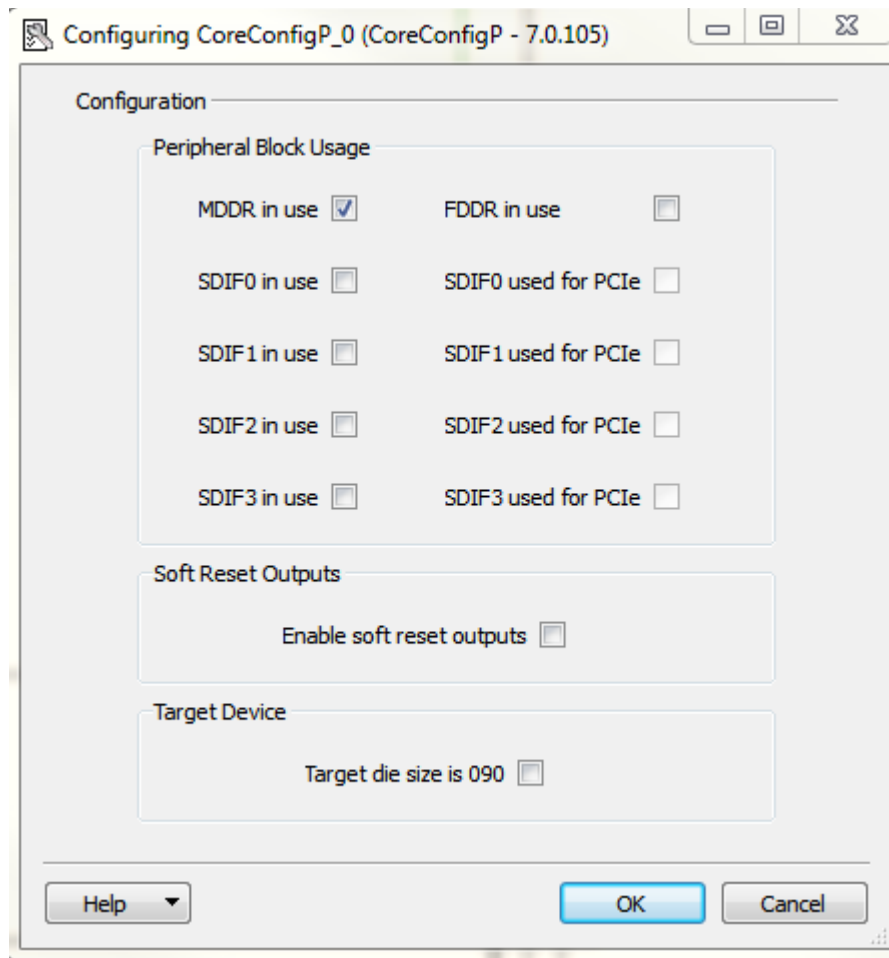 Configuring CoreConfigP_0 (CoreConfigP - 7.0.105)
Configuration
Peripheral Block Usage
MDDR in use FDDR in use
SDIF0 in use SDIF0 used for PCIe
SDIF1 in use SDIF1 used for PCIe
SDIF2 in use SDIF2 used for PCIe
SDIF3 in use SDIF3 used for PCIe
Soft Reset Outputs
Enable soft reset outputs
Target Device
Target die size is 090
Help OK Cancel